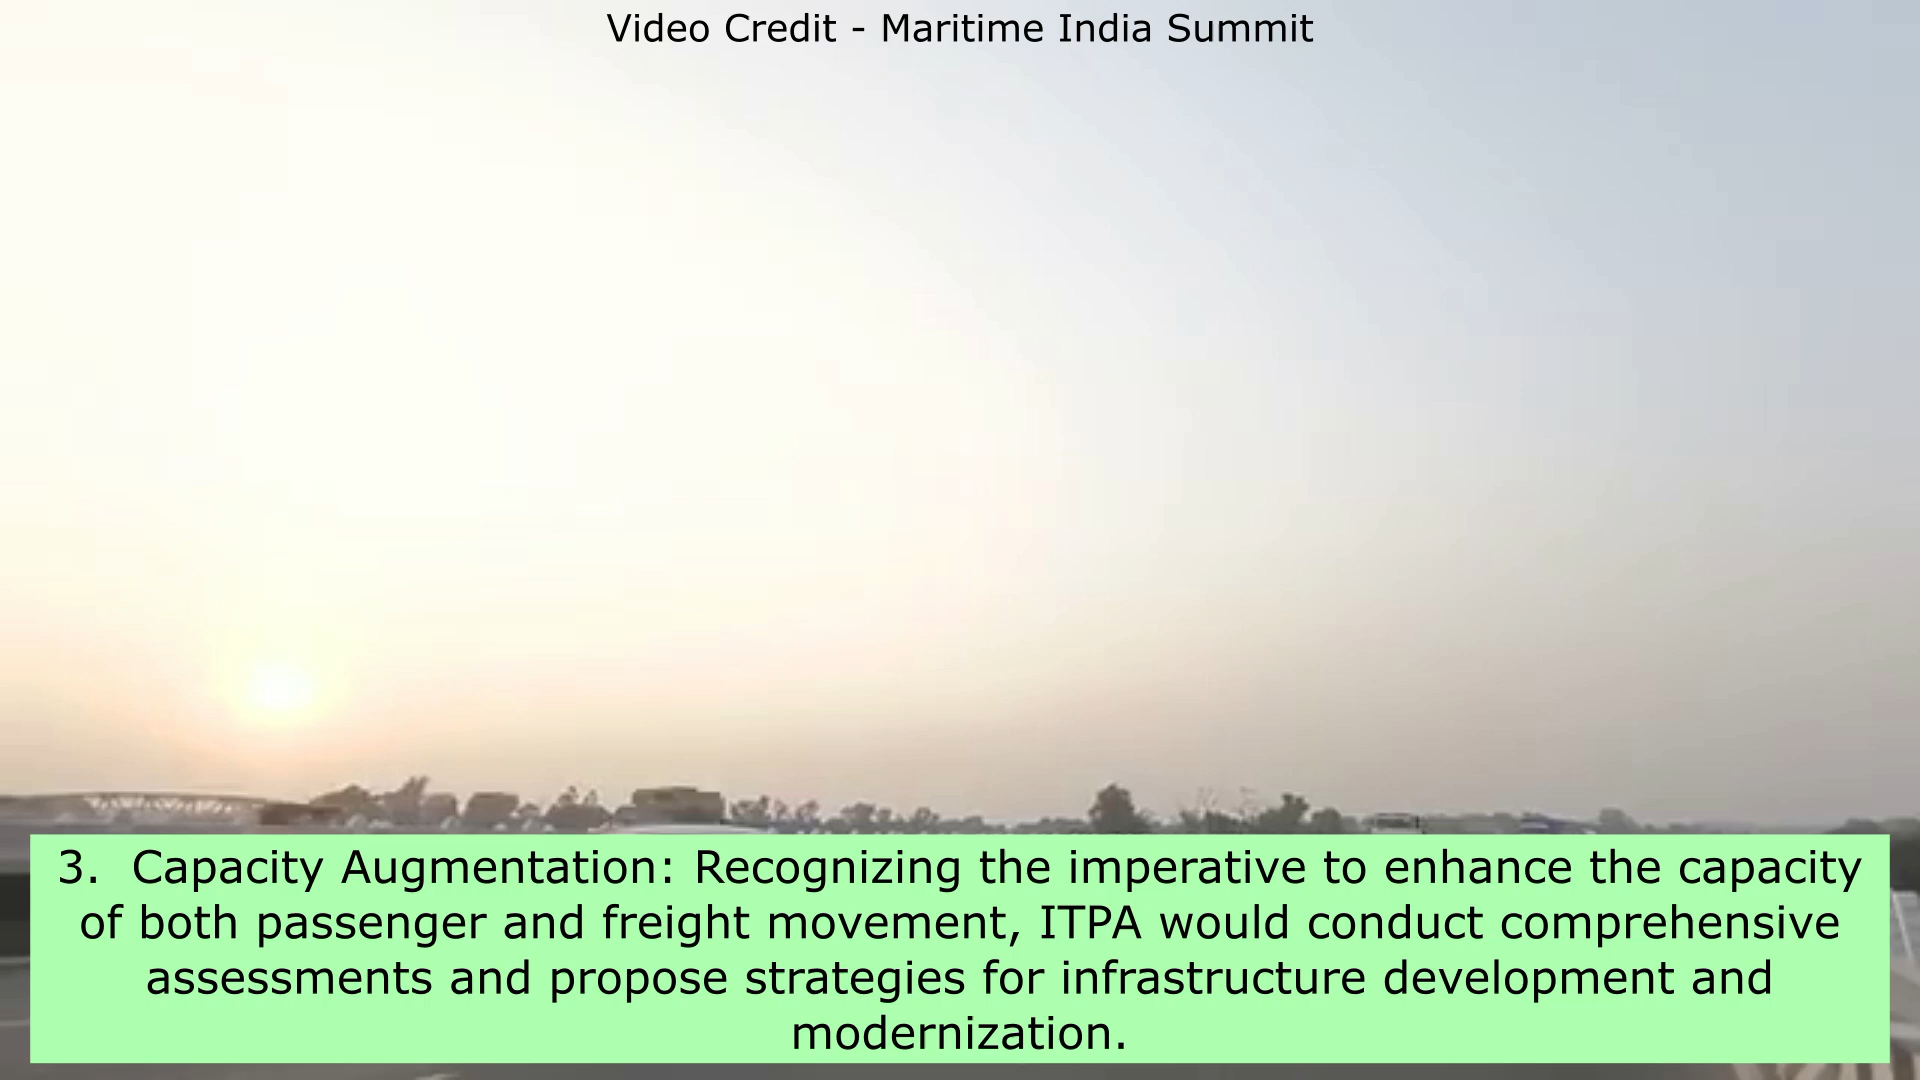 Video Credit - Maritime India Summit
3.  Capacity Augmentation: Recognizing the imperative to enhance the capacity
of both passenger and freight movement, ITPA would conduct comprehensive
assessments and propose strategies for infrastructure development and
modernization.